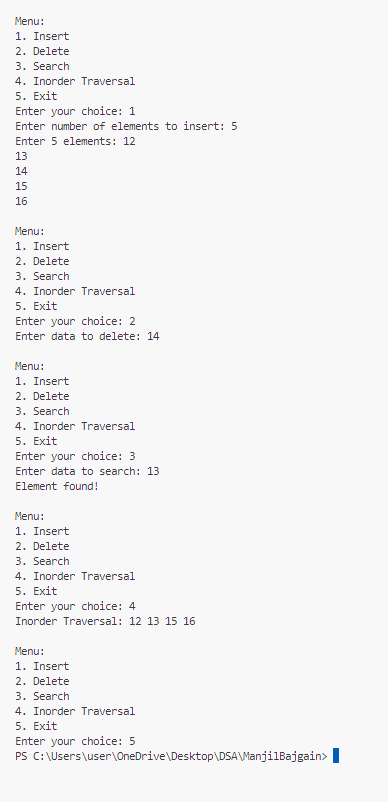 Menu:
1. Insert
2. Delete
3. Search
4. Inorder Traversal
5. Exit
Enter your choice: 1
Enter number of elements to insert: 5
Enter 5 elements: 12
13
14
15
16

Menu:
1. Insert
2. Delete
3. Search
4. Inorder Traversal
5. Exit
Enter your choice: 2
Enter data to delete: 14

Menu:
1. Insert
2. Delete
3. Search
4. Inorder Traversal
5. Exit
Enter your choice: 3
Enter data to search: 13
Element found!

Menu:
1. Insert
2. Delete
3. Search
4. Inorder Traversal
5. Exit
Enter your choice: 4
Inorder Traversal: 12 13 15 16

Menu:
1. Insert
2. Delete
3. Search
4. Inorder Traversal
5. Exit
Enter your choice: 5
PS C:\Users\user\OneDrive\Desktop\DSA\ManjilBajgain>